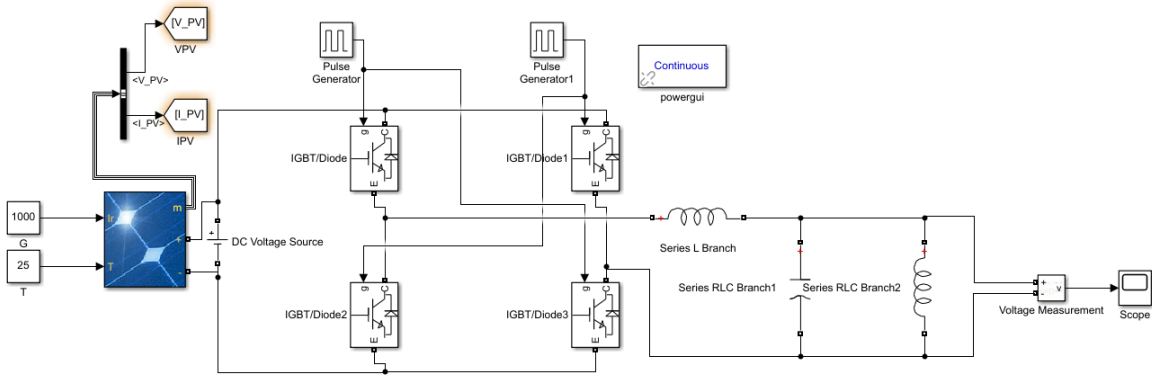 [V_PV]
VPV
<V_PV>
[I_PV]
<I_PV>
IPV
Pulse
Generator
Pulse
Generator1
Continuous
powergui
g
C
IGBT/Diode
E
g
C
IGBT/Diode1
E
1000
G
25
T
Ir
T
m
+
-
+
DC Voltage Source
+
Series L Branch
g
C
IGBT/Diode2
E
g
C
IGBT/Diode3
E
+
Series RLC Branch1
+
Series RLC Branch2
+
-
v
Voltage Measurement
Scope